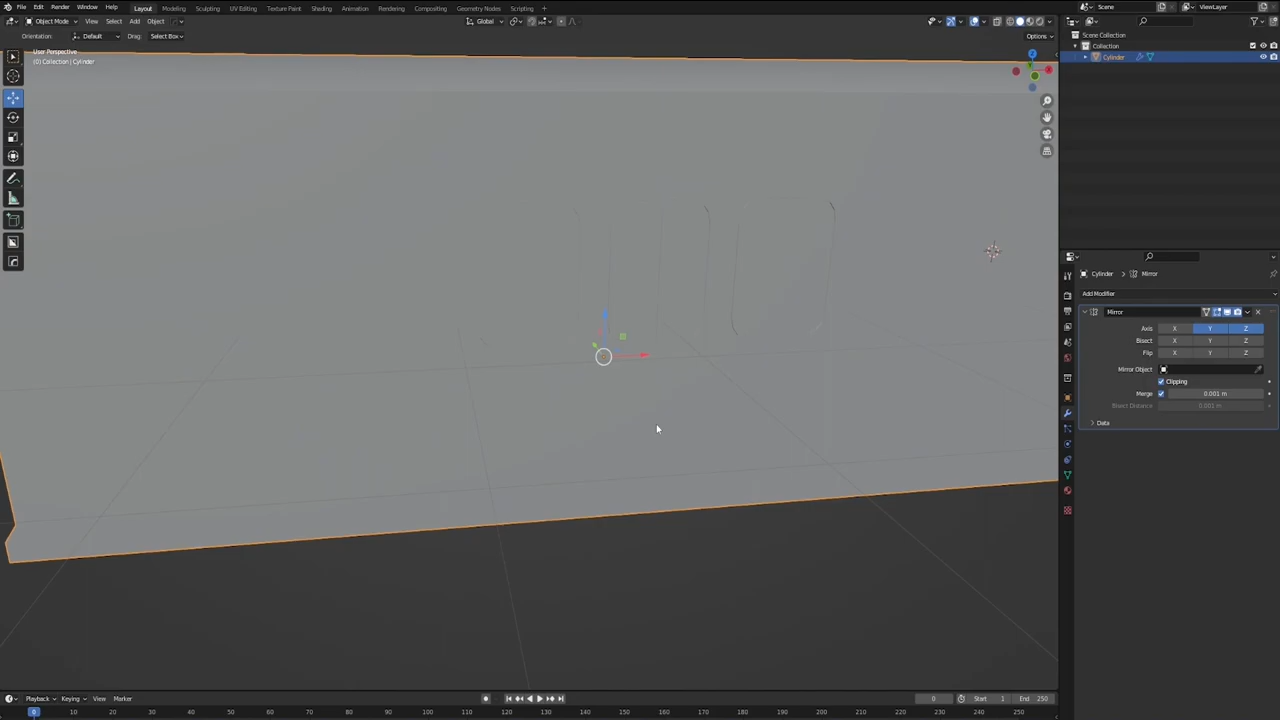 File Edit Render Window Help Layout Modeling Sculpting UV Editing Texture Paint Shading Animation Rendering Compositing Geometry Nodes Scripting + Scene ViewLayer
Object Mode View Select Add Object Global
Orientation: Default Drag: Select Box Options
User Perspective
(0) Collection | Cylinder
Scene Collection
Collection
Cylinder
Cylinder > Mirror
Add Modifier
Mirror
Axis X Y Z
Bisect X Y Z
Flip X Y Z
Mirror Object
Clipping
Merge 0.001 m
Bisect Distance 0.001 m
Data
Playback Keying View Marker 0 Start 1 End 250
0 10 20 30 40 50 60 70 80 90 100 110 120 130 140 150 160 170 180 190 200 210 220 230 240 250